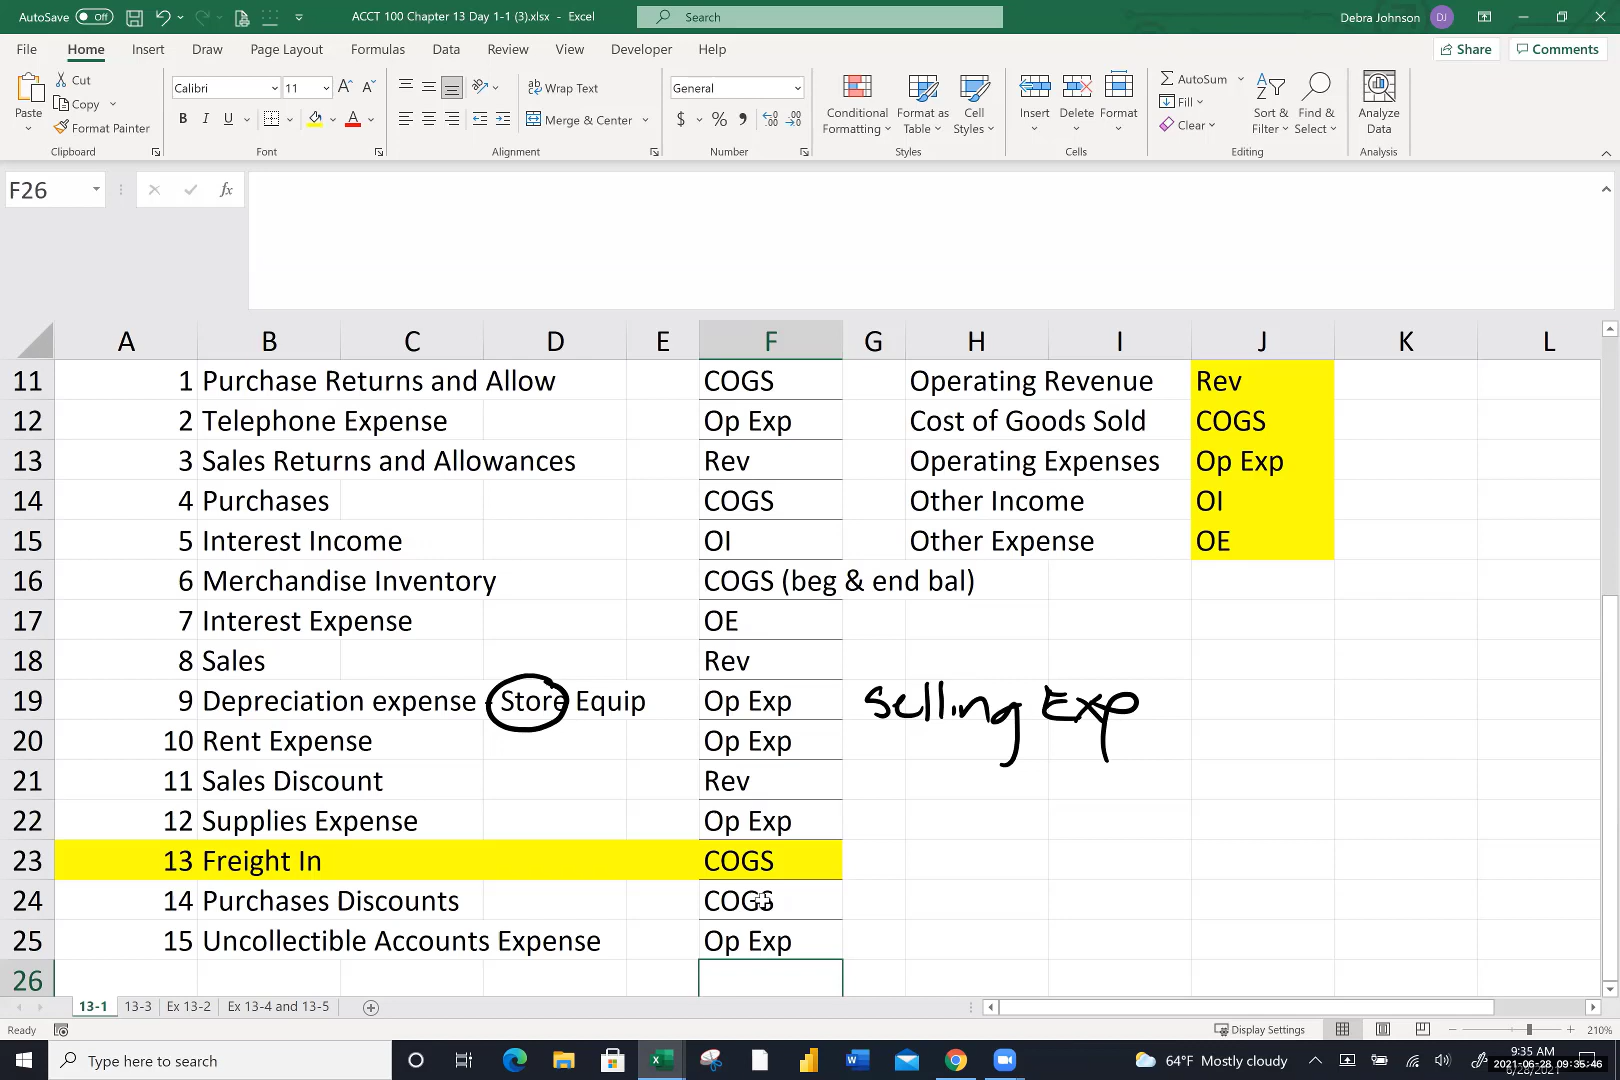 AutoSave Off ACCT 100 Chapter 13 Day 1-1 (3).xlsx - Excel Search Debra Johnson DJ
File Home Insert Draw Page Layout Formulas Data Review View Developer Help Share Comments
Paste Cut Copy Format Painter Clipboard
Calibri 11 B I U A Font
Wrap Text Merge & Center Alignment
General $ % Number
Conditional Formatting Format as Table Cell Styles Styles
Insert Delete Format Cells
AutoSum Fill Clear Sort & Filter Find & Select Editing
Analyze Data Analysis
F26 fx
A B C D E F G H I J K L
11 1 Purchase Returns and Allow COGS Operating Revenue Rev
12 2 Telephone Expense Op Exp Cost of Goods Sold COGS
13 3 Sales Returns and Allowances Rev Operating Expenses Op Exp
14 4 Purchases COGS Other Income OI
15 5 Interest Income OI Other Expense OE
16 6 Merchandise Inventory COGS (beg & end bal)
17 7 Interest Expense OE
18 8 Sales Rev
19 9 Depreciation expense - Store Equip Op Exp Selling Exp
20 10 Rent Expense Op Exp
21 11 Sales Discount Rev
22 12 Supplies Expense Op Exp
23 13 Freight In COGS
24 14 Purchases Discounts COGS
25 15 Uncollectible Accounts Expense Op Exp
26
13-1 13-3 Ex 13-2 Ex 13-4 and 13-5
Ready Display Settings 210%
Type here to search 64°F Mostly cloudy 9:35 AM
2021-06-28 09:35:46